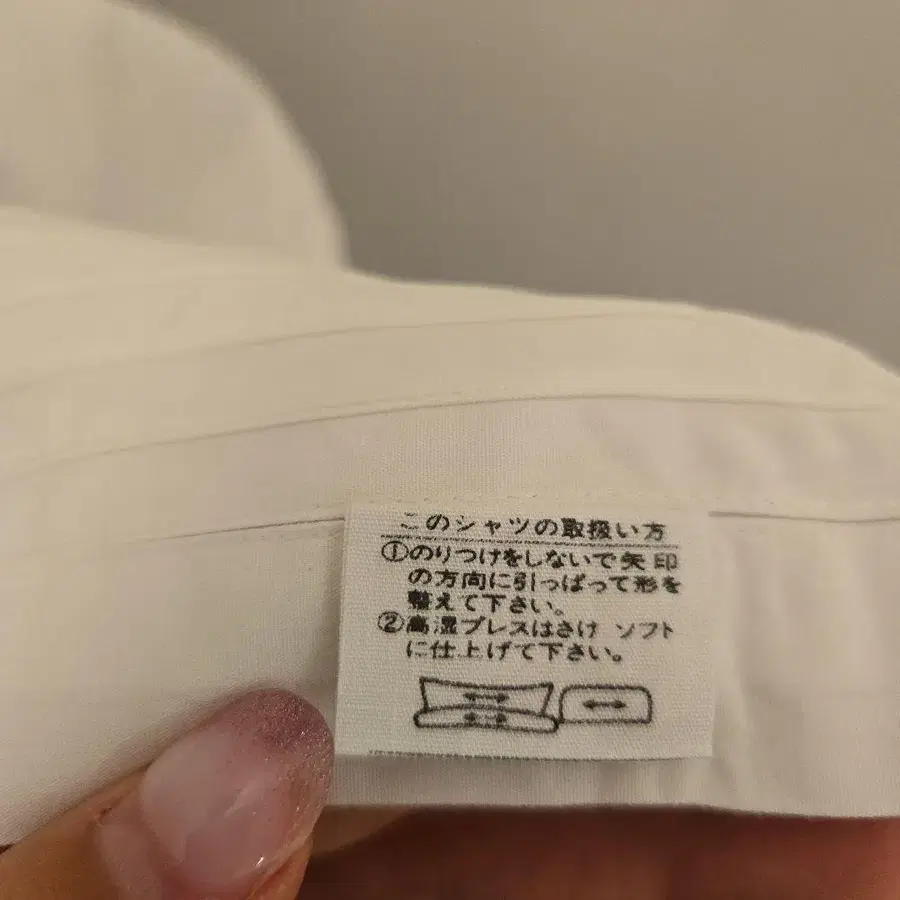 このシャツの取扱い方
①のりつけをしないで矢印
の方向に引っぱって形を
整えて下さい。
②高湿プレスはさけ ソフト
に仕上げて下さい。